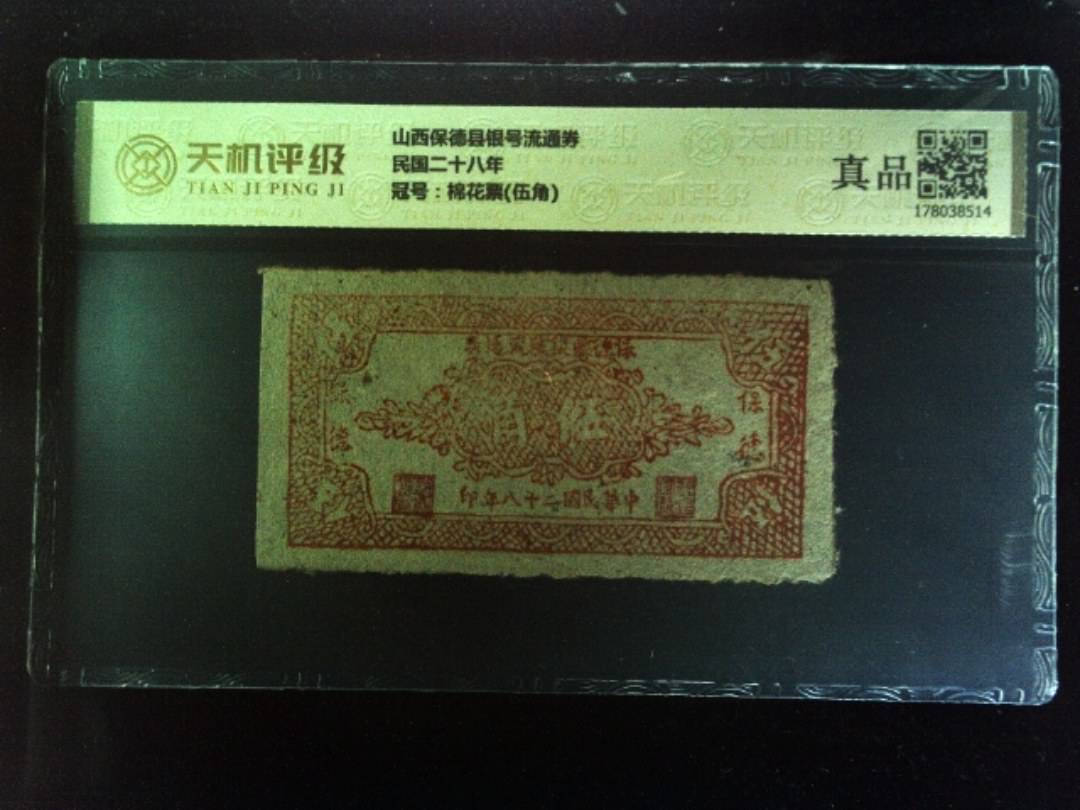 天机评级
TIAN JI PING JI
山西保德县银号流通券
民国二十八年
冠号：棉花票(伍角)
真品
178038514
保德
中華民國二十八年印